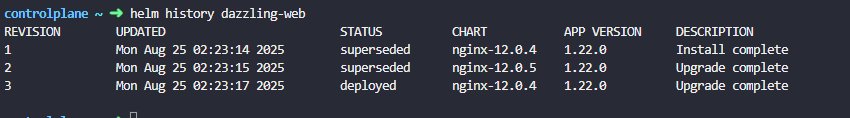 controlplane ~ ➜ helm history dazzling-web
REVISION UPDATED STATUS CHART APP VERSION DESCRIPTION
1 Mon Aug 25 02:23:14 2025 superseded nginx-12.0.4 1.22.0 Install complete
2 Mon Aug 25 02:23:15 2025 superseded nginx-12.0.5 1.22.0 Upgrade complete
3 Mon Aug 25 02:23:17 2025 deployed nginx-12.0.4 1.22.0 Upgrade complete